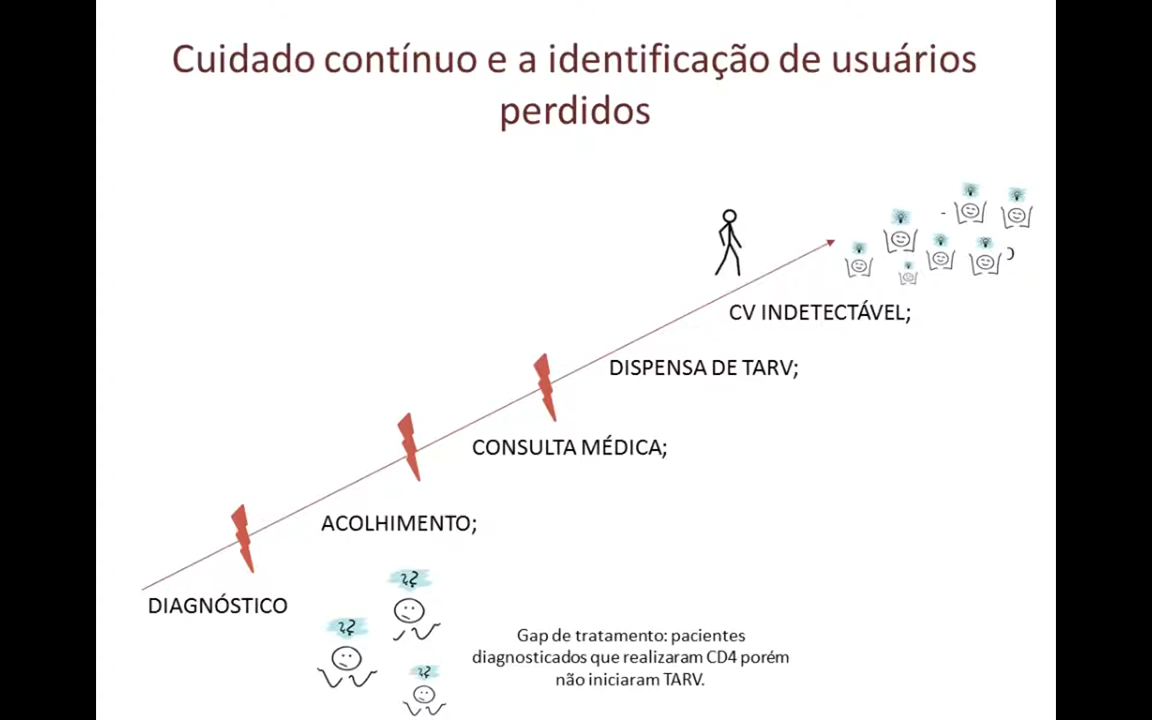 Cuidado contínuo e a identificação de usuários
perdidos
CV INDETECTÁVEL;
DISPENSA DE TARV;
CONSULTA MÉDICA;
ACOLHIMENTO;
DIAGNÓSTICO
??
??
??
Gap de tratamento: pacientes
diagnosticados que realizaram CD4 porém
não iniciaram TARV.